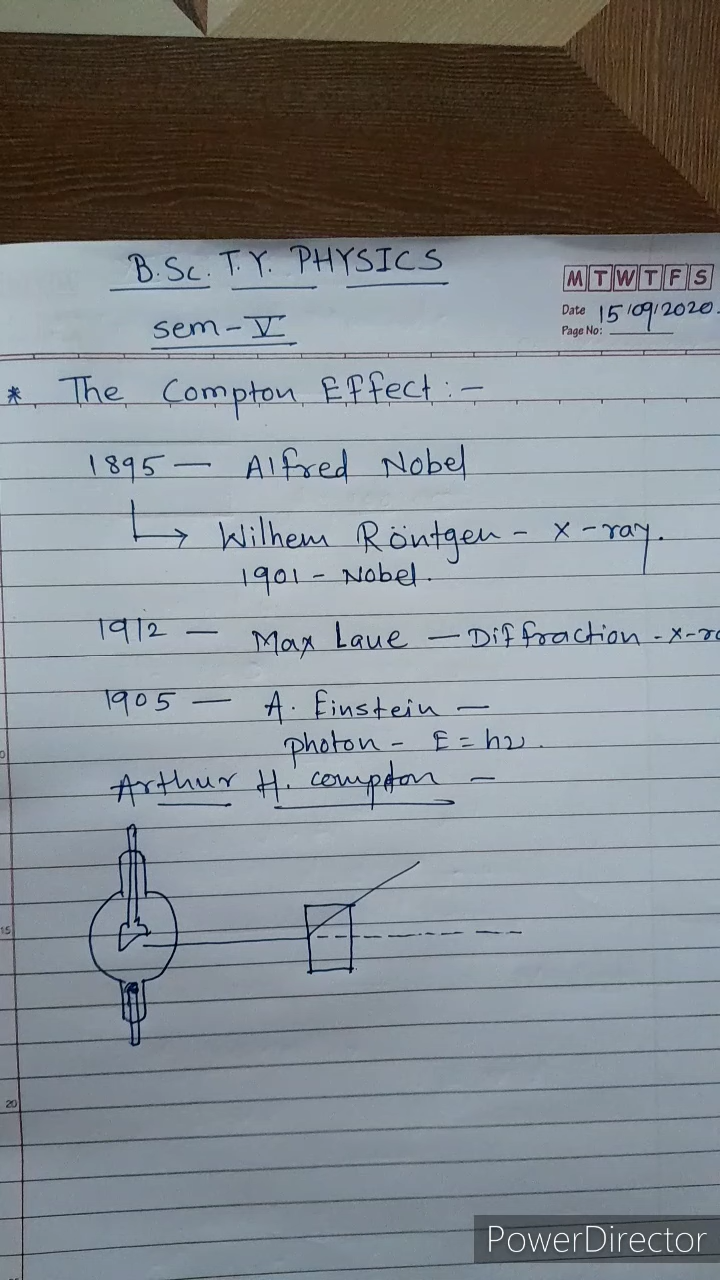 B.Sc. T.Y. PHYSICS
sem - V
M T W T F S
Date 15/09/2020.
Page No:
* The Compton Effect :-
1895 — Alfred Nobel
→ Wilhem Röntgen - X-ray.
1901 - Nobel.
1912 — Max Laue — Diffraction - X-ra
1905 — A. Einstein —
photon - E = hν.
Arthur H. compton —
15
20
PowerDirector